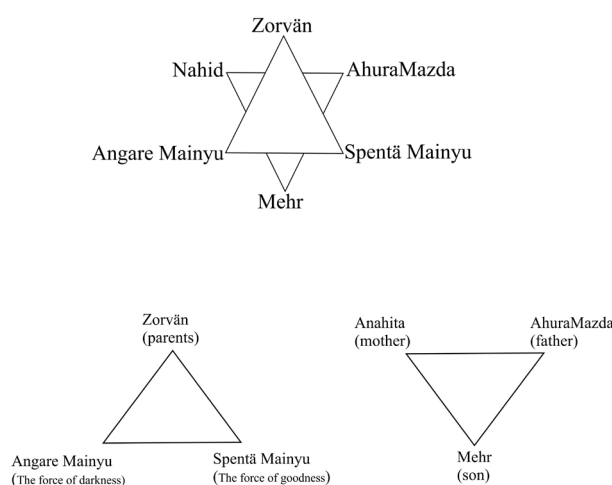 Zorvän
Nahid
AhuraMazda
Angare Mainyu
Spentä Mainyu
Mehr
Zorvän
(parents)
Angare Mainyu
(The force of darkness)
Spentä Mainyu
(The force of goodness)
Anahita
(mother)
AhuraMazda
(father)
Mehr
(son)